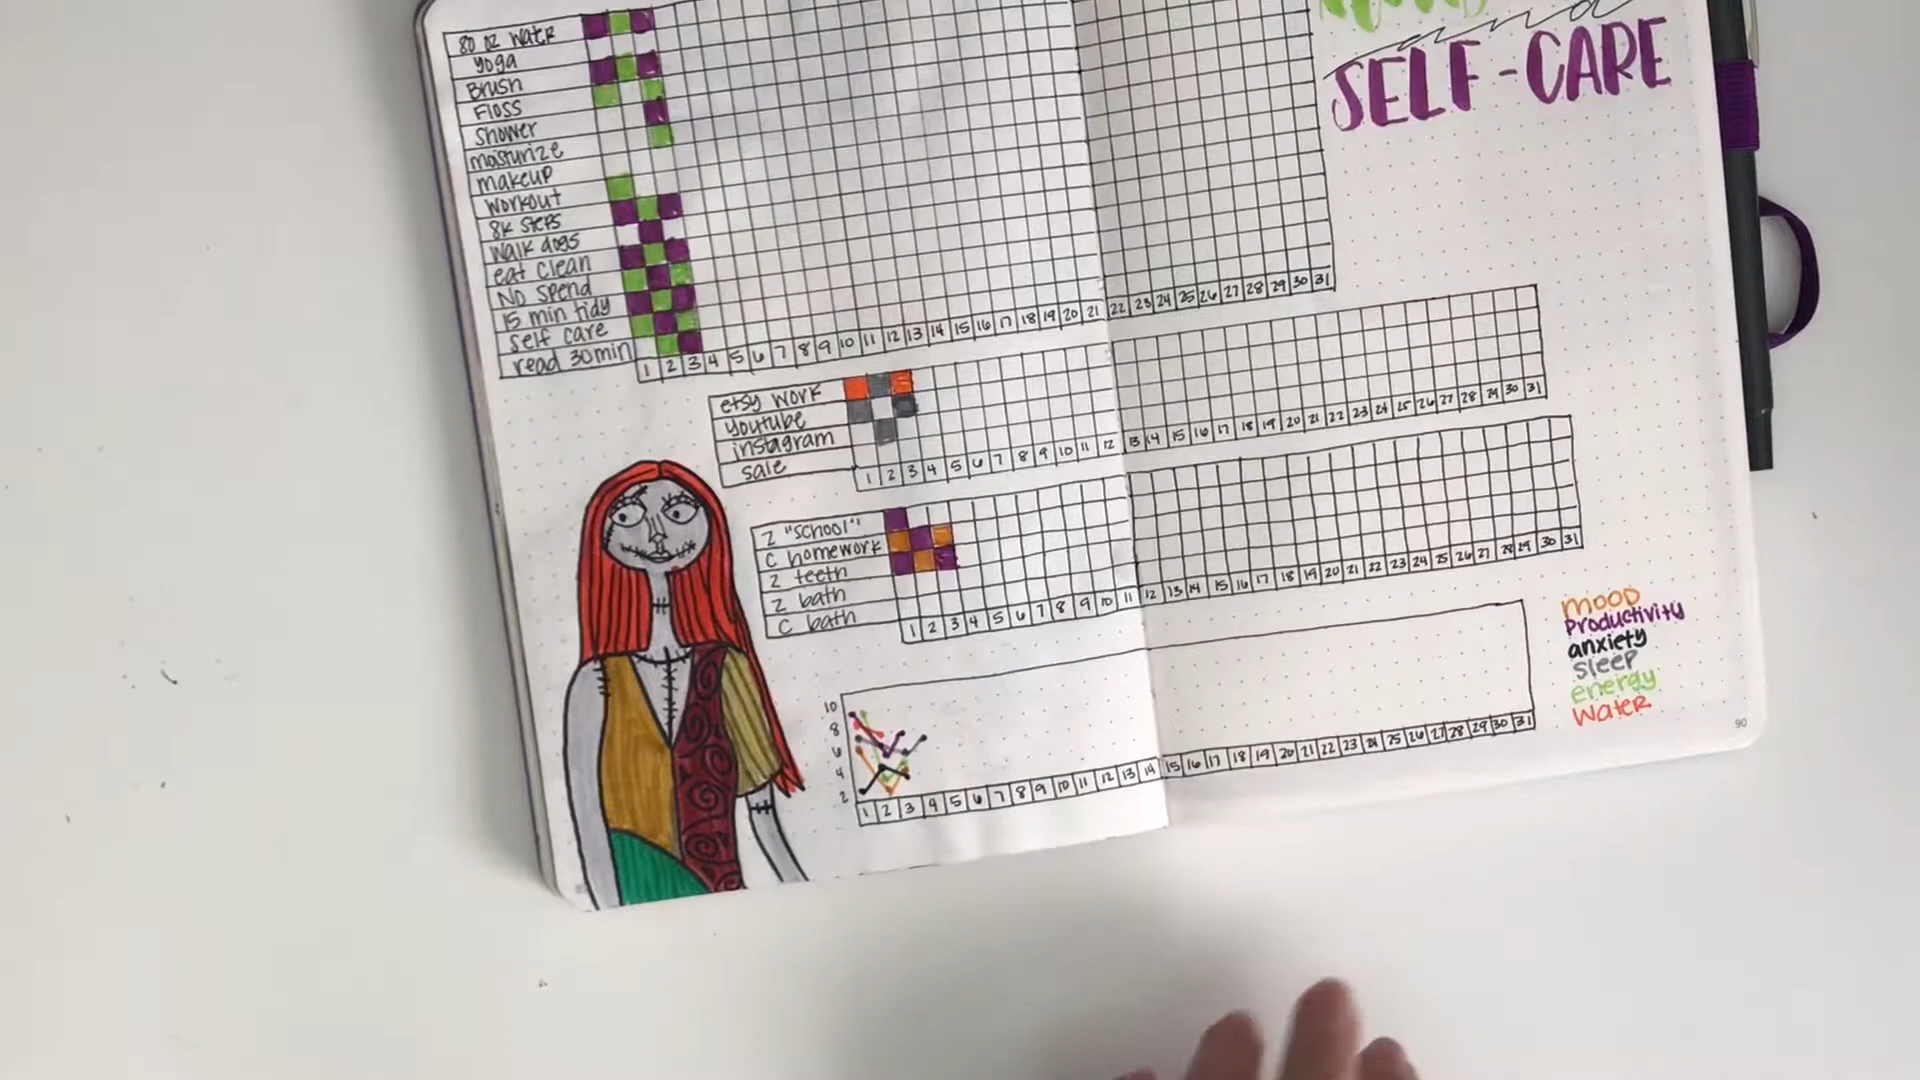 SELF-CARE
80 oz water
yoga
Brush
Floss
Shower
moisturize
makeup
workout
8k steps
walk dogs
eat clean
No spend
15 min tidy
self care
read 30min
1 2 3 4 5 6 7 8 9 10 11 12 13 14 15 16 17 18 19 20 21 22 23 24 25 26 27 28 29 30 31
etsy work
youtube
instagram
sale
1 2 3 4 5 6 7 8 9 10 11 12 13 14 15 16 17 18 19 20 21 22 23 24 25 26 27 28 29 30 31
Z "school"
C homework
Z teeth
Z bath
C bath
1 2 3 4 5 6 7 8 9 10 11 12 13 14 15 16 17 18 19 20 21 22 23 24 25 26 27 28 29 30 31
mood
Productivity
anxiety
sleep
energy
water
10
8
6
4
2
1 2 3 4 5 6 7 8 9 10 11 12 13 14 15 16 17 18 19 20 21 22 23 24 25 26 27 28 29 30 31
90